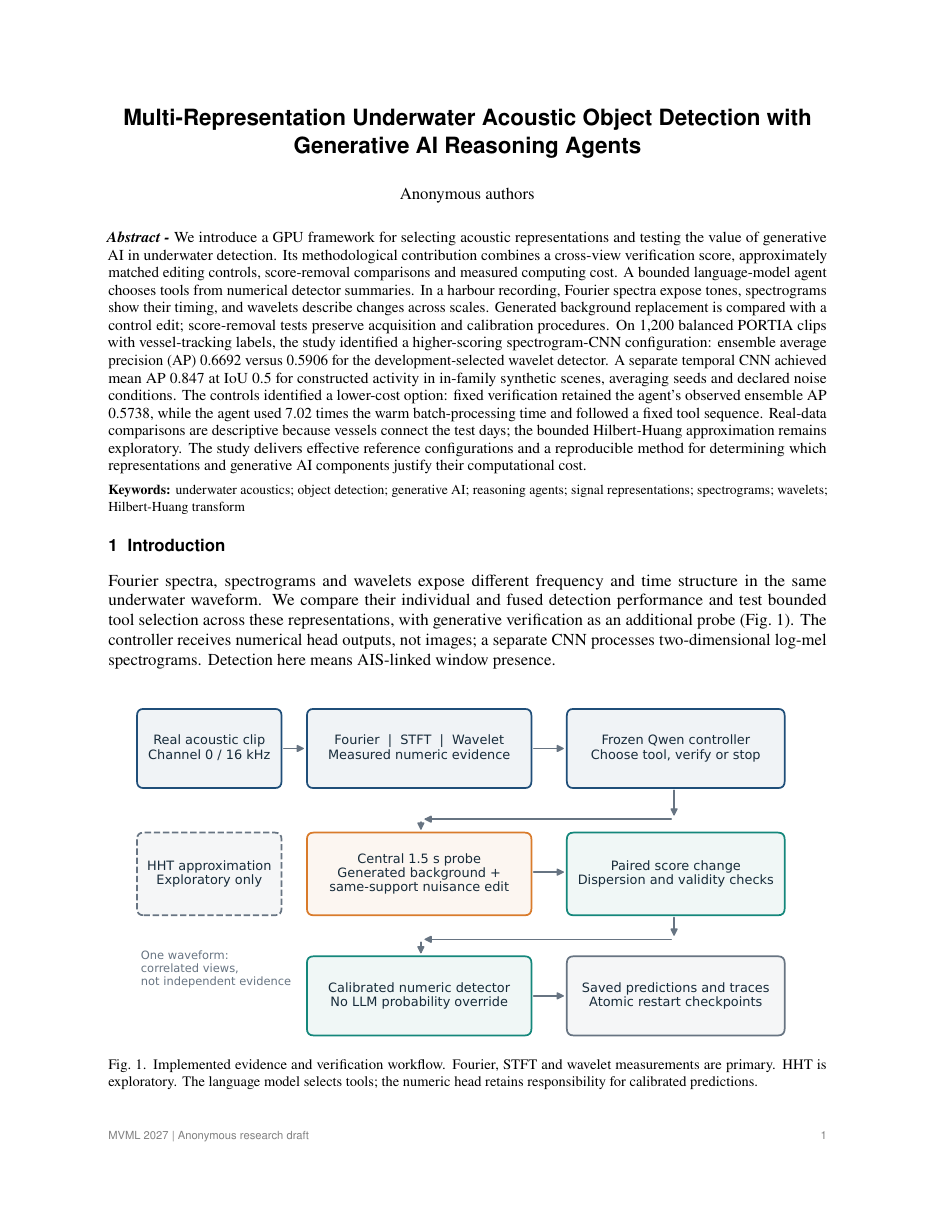 Multi-Representation Underwater Acoustic Object Detection with
Generative AI Reasoning Agents
Anonymous authors
Abstract - We introduce a GPU framework for selecting acoustic representations and testing the value of generative
AI in underwater detection. Its methodological contribution combines a cross-view verification score, approximately
matched editing controls, score-removal comparisons and measured computing cost. A bounded language-model agent
chooses tools from numerical detector summaries. In a harbour recording, Fourier spectra expose tones, spectrograms
show their timing, and wavelets describe changes across scales. Generated background replacement is compared with a
control edit; score-removal tests preserve acquisition and calibration procedures. On 1,200 balanced PORTIA clips
with vessel-tracking labels, the study identified a higher-scoring spectrogram-CNN configuration: ensemble average
precision (AP) 0.6692 versus 0.5906 for the development-selected wavelet detector. A separate temporal CNN achieved
mean AP 0.847 at IoU 0.5 for constructed activity in in-family synthetic scenes, averaging seeds and declared noise
conditions. The controls identified a lower-cost option: fixed verification retained the agent's observed ensemble AP
0.5738, while the agent used 7.02 times the warm batch-processing time and followed a fixed tool sequence. Real-data
comparisons are descriptive because vessels connect the test days; the bounded Hilbert-Huang approximation remains
exploratory. The study delivers effective reference configurations and a reproducible method for determining which
representations and generative AI components justify their computational cost.
Keywords: underwater acoustics; object detection; generative AI; reasoning agents; signal representations; spectrograms; wavelets;
Hilbert-Huang transform
1 Introduction
Fourier spectra, spectrograms and wavelets expose different frequency and time structure in the same
underwater waveform. We compare their individual and fused detection performance and test bounded
tool selection across these representations, with generative verification as an additional probe (Fig. 1). The
controller receives numerical head outputs, not images; a separate CNN processes two-dimensional log-mel
spectrograms. Detection here means AIS-linked window presence.
Real acoustic clip
Channel 0 / 16 kHz
Fourier | STFT | Wavelet
Measured numeric evidence
Frozen Qwen controller
Choose tool, verify or stop
HHT approximation
Exploratory only
Central 1.5 s probe
Generated background +
same-support nuisance edit
Paired score change
Dispersion and validity checks
One waveform:
correlated views,
not independent evidence
Calibrated numeric detector
No LLM probability override
Saved predictions and traces
Atomic restart checkpoints
Fig. 1. Implemented evidence and verification workflow. Fourier, STFT and wavelet measurements are primary. HHT is
exploratory. The language model selects tools; the numeric head retains responsibility for calibrated predictions.
MVML 2027 | Anonymous research draft
1